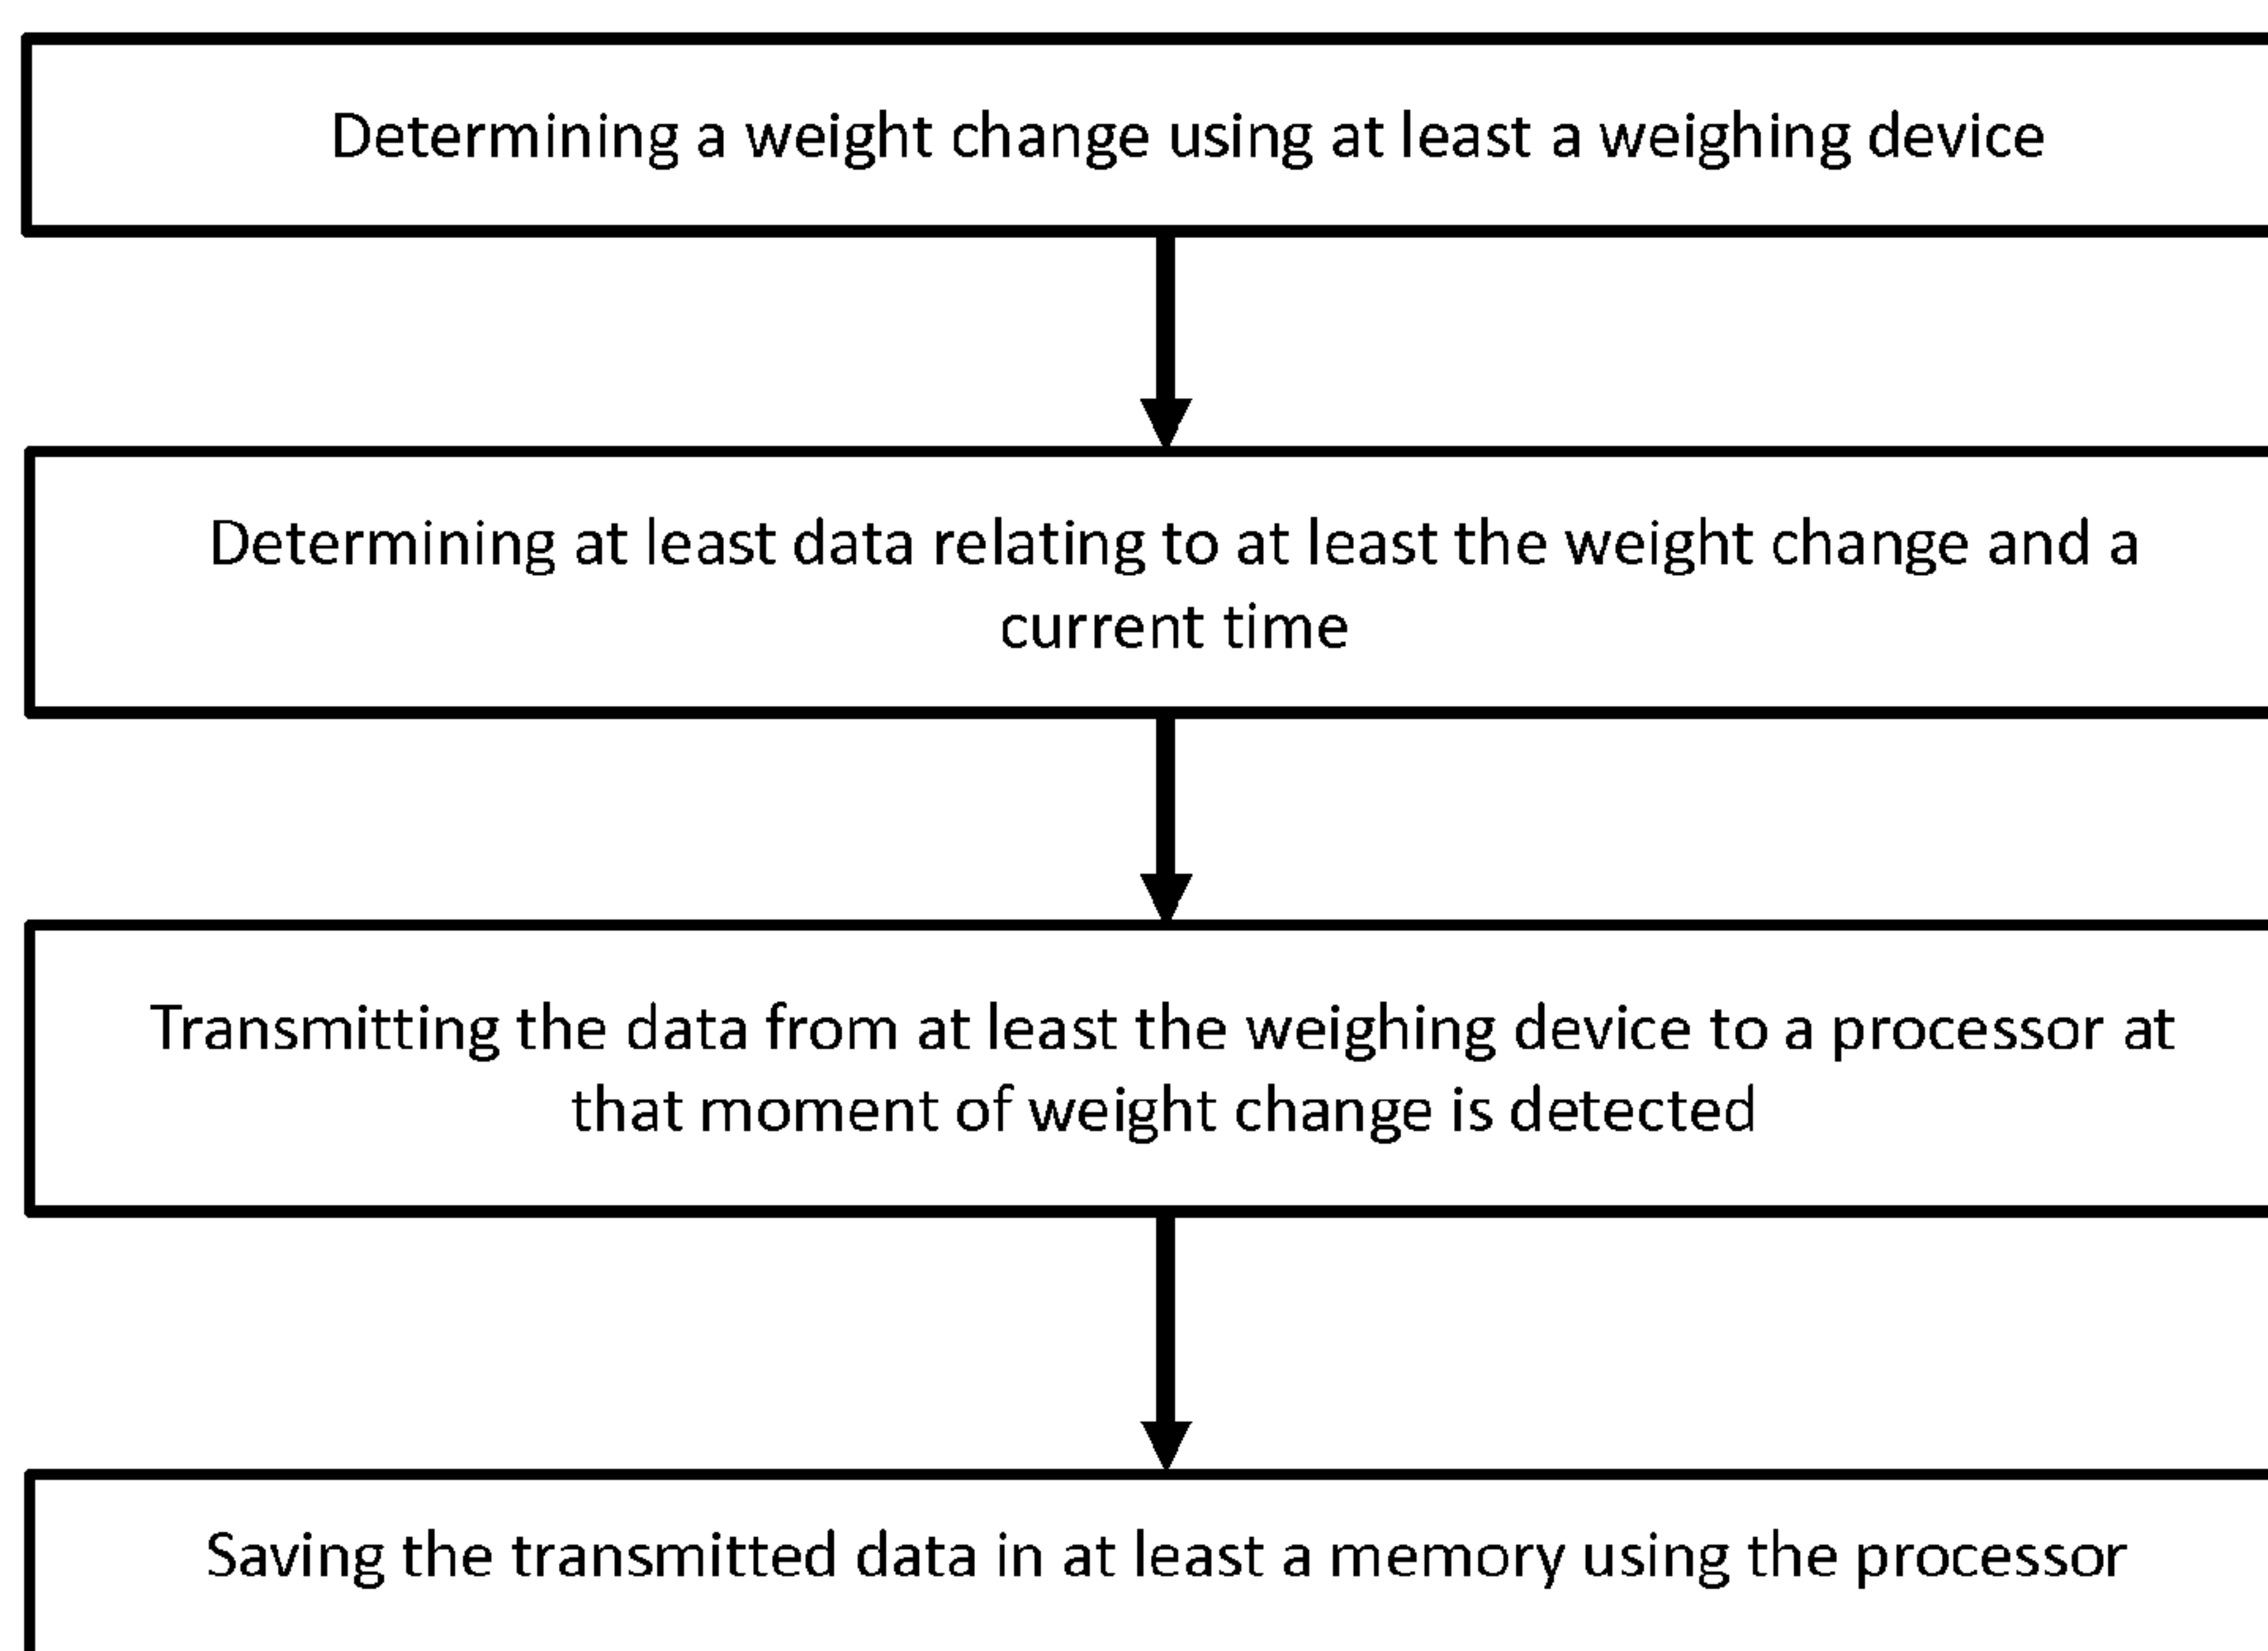 Determining a weight change using at least a weighing device
Determining at least data relating to at least the weight change and a
current time
Transmitting the data from at least the weighing device to a processor at
that moment of weight change is detected
Saving the transmitted data in at least a memory using the processor